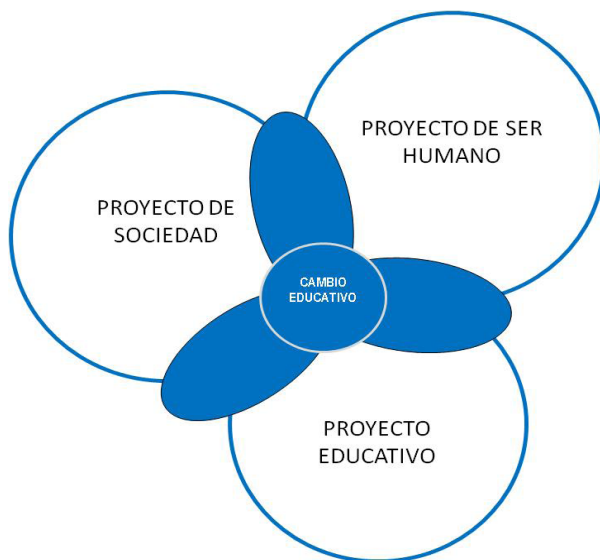 PROYECTO DE SER
HUMANO
PROYECTO DE
SOCIEDAD
CAMBIO
EDUCATIVO
PROYECTO
EDUCATIVO